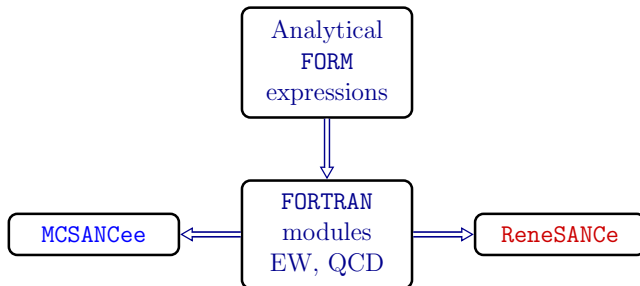 Analytical
FORM
expressions
FORTRAN
modules
EW, QCD
MCSANCee
ReneSANCe